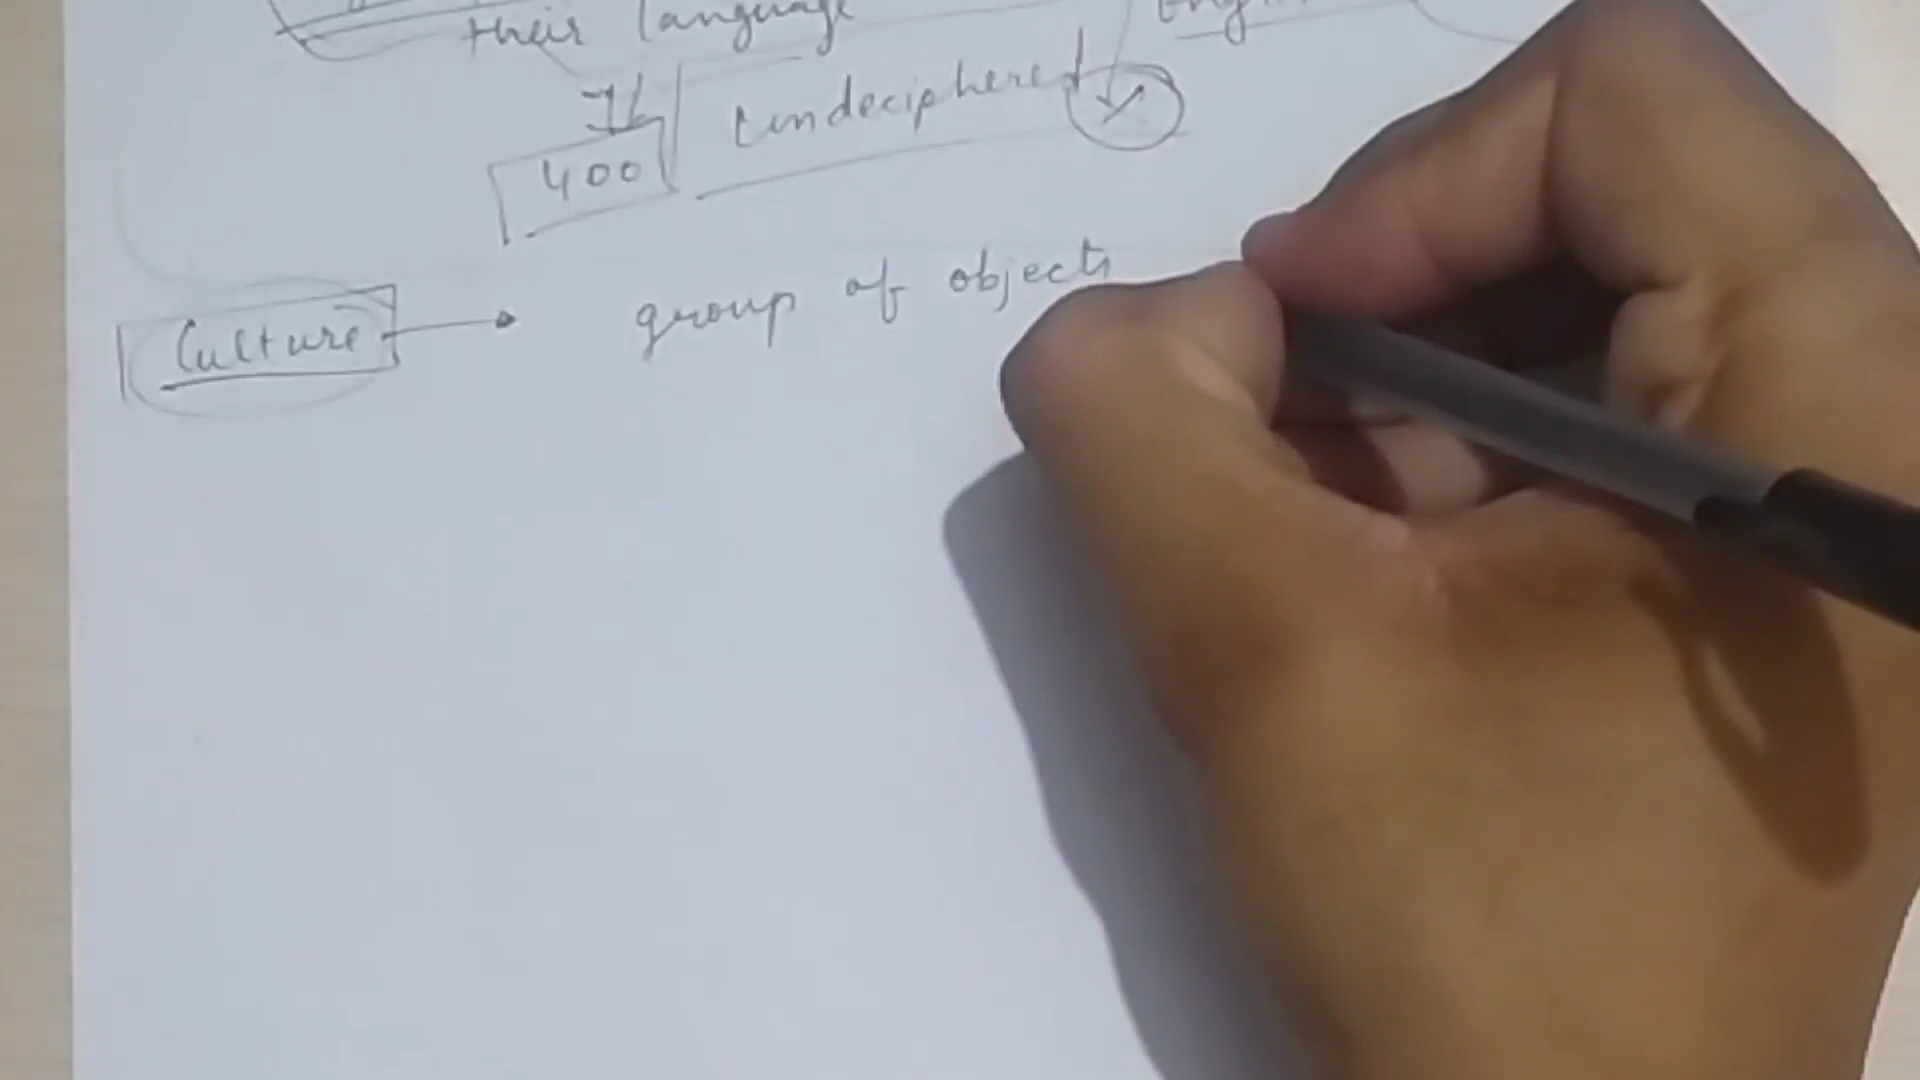 their language
undeciphered
400
Culture → group of objects